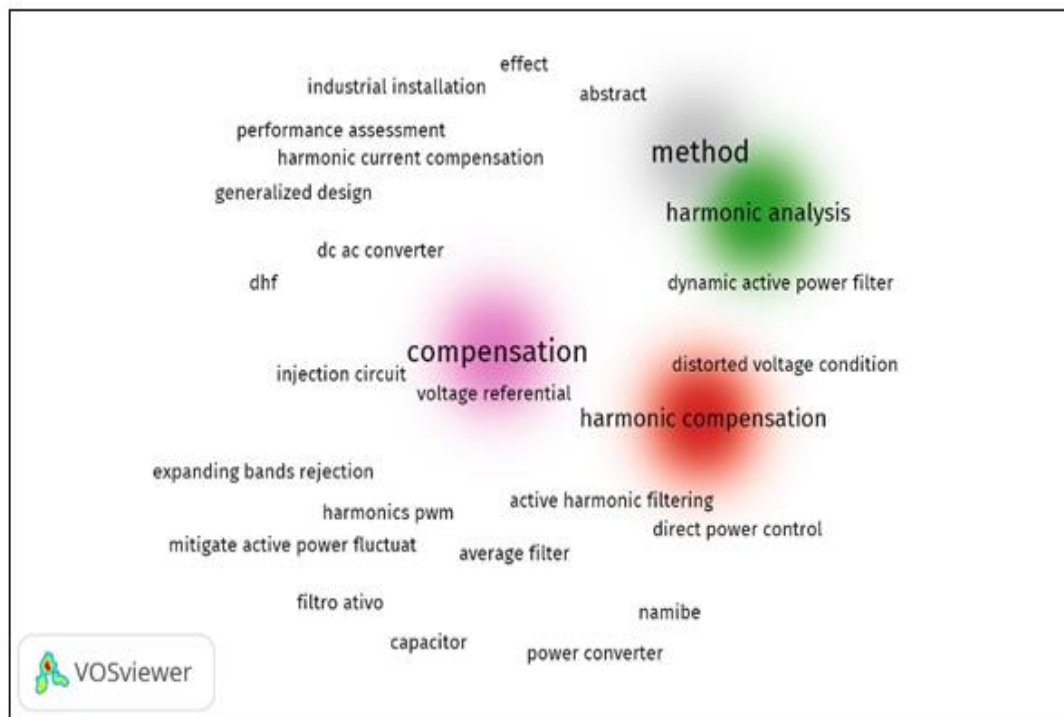 effect
industrial installation
abstract
performance assessment
method
harmonic current compensation
generalized design
harmonic analysis
dc ac converter
dhf
dynamic active power filter
compensation
distorted voltage condition
injection circuit
voltage referential
harmonic compensation
expanding bands rejection
active harmonic filtering
harmonics pwm
direct power control
mitigate active power fluctuat
average filter
filtro ativo
namibe
capacitor
power converter
VOSviewer